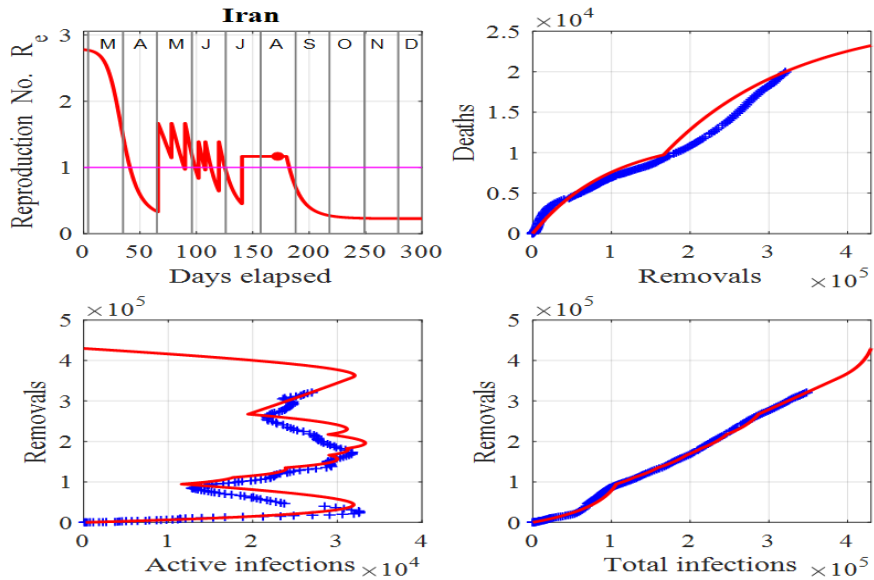 Iran
Reproduction No. R_e
3
2
1
0
M A M J J A S O N D
0 50 100 150 200 250 300
Days elapsed
×10^4
Deaths
2.5
2
1.5
1
0.5
0
0 1 2 3 4
Removals ×10^5
×10^5
Removals
5
4
3
2
1
0
0 1 2 3 4
Active infections ×10^4
Removals
×10^5
5
4
3
2
1
0
0 1 2 3 4
Total infections ×10^5